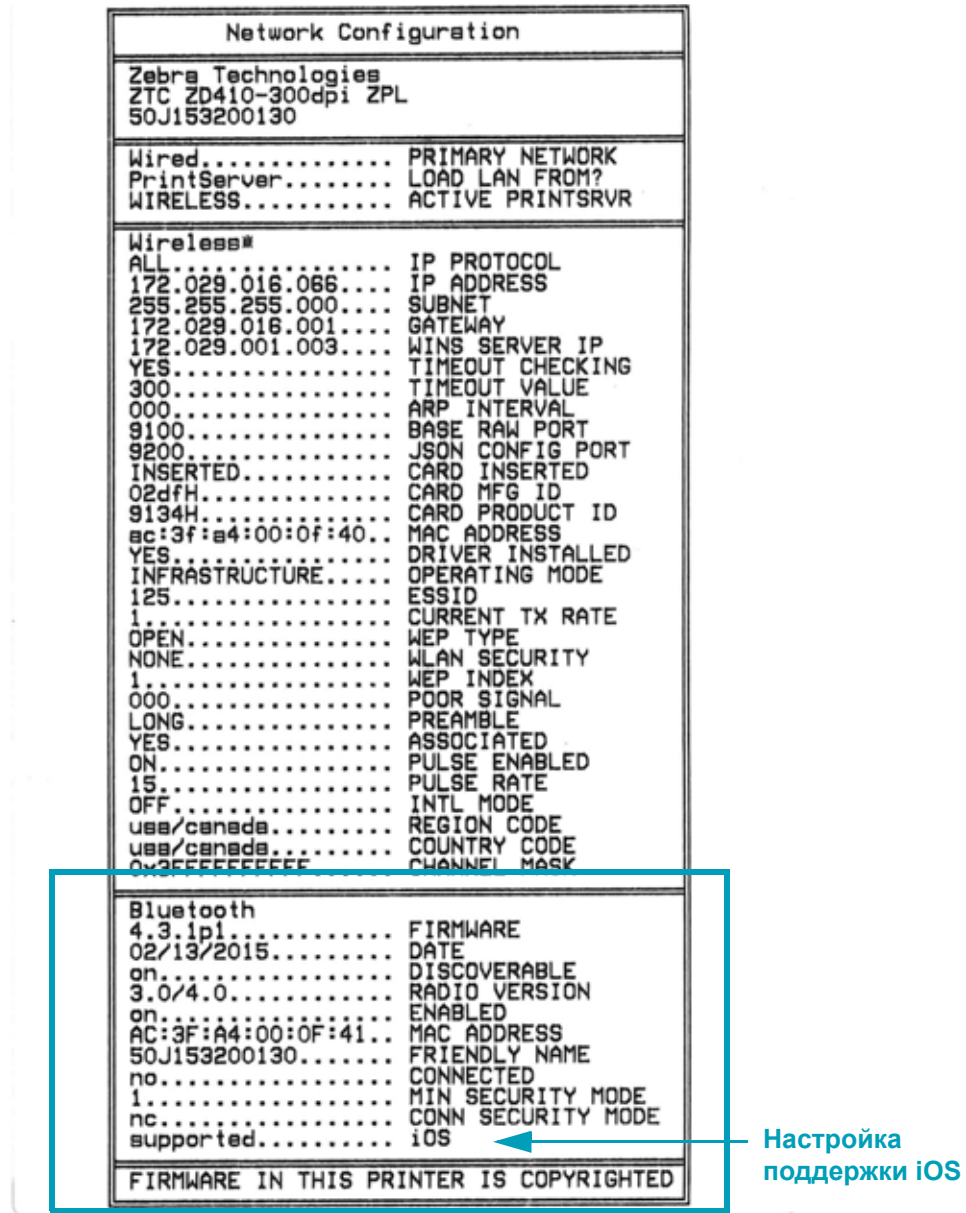 Network Configuration
Zebra Technologies
ZTC ZD410-300dpi ZPL
50J153200130
Wired.............. PRIMARY NETWORK
PrintServer........ LOAD LAN FROM?
WIRELESS........... ACTIVE PRINTSRVR
Wireless*
ALL................ IP PROTOCOL
172.029.016.066.... IP ADDRESS
255.255.255.000.... SUBNET
172.029.016.001.... GATEWAY
172.029.001.003.... WINS SERVER IP
YES................ TIMEOUT CHECKING
300................ TIMEOUT VALUE
000................ ARP INTERVAL
9100............... BASE RAW PORT
9200............... JSON CONFIG PORT
INSERTED........... CARD INSERTED
02dfH.............. CARD MFG ID
9134H.............. CARD PRODUCT ID
ac:3f:a4:00:0f:40.. MAC ADDRESS
YES................ DRIVER INSTALLED
INFRASTRUCTURE..... OPERATING MODE
125................ ESSID
1.................. CURRENT TX RATE
OPEN............... WEP TYPE
NONE............... WLAN SECURITY
1.................. WEP INDEX
000................ POOR SIGNAL
LONG............... PREAMBLE
YES................ ASSOCIATED
ON................. PULSE ENABLED
15................. PULSE RATE
OFF................ INTL MODE
usa/canada......... REGION CODE
usa/canada......... COUNTRY CODE
0x3FFFFFFFFFF...... CHANNEL MASK
Bluetooth
4.3.1p1............ FIRMWARE
02/13/2015......... DATE
on................. DISCOVERABLE
3.0/4.0............ RADIO VERSION
on................. ENABLED
AC:3F:A4:00:0F:41.. MAC ADDRESS
50J153200130....... FRIENDLY NAME
no................. CONNECTED
1.................. MIN SECURITY MODE
nc................. CONN SECURITY MODE
supported.......... iOS
Настройка
поддержки iOS
FIRMWARE IN THIS PRINTER IS COPYRIGHTED